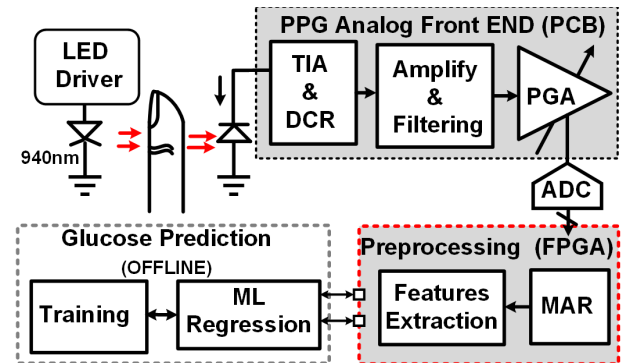 LED
Driver
940nm
PPG Analog Front END (PCB)
TIA
&
DCR
Amplify
&
Filtering
PGA
ADC
Glucose Prediction
(OFFLINE)
Training
ML
Regression
Preprocessing (FPGA)
Features
Extraction
MAR